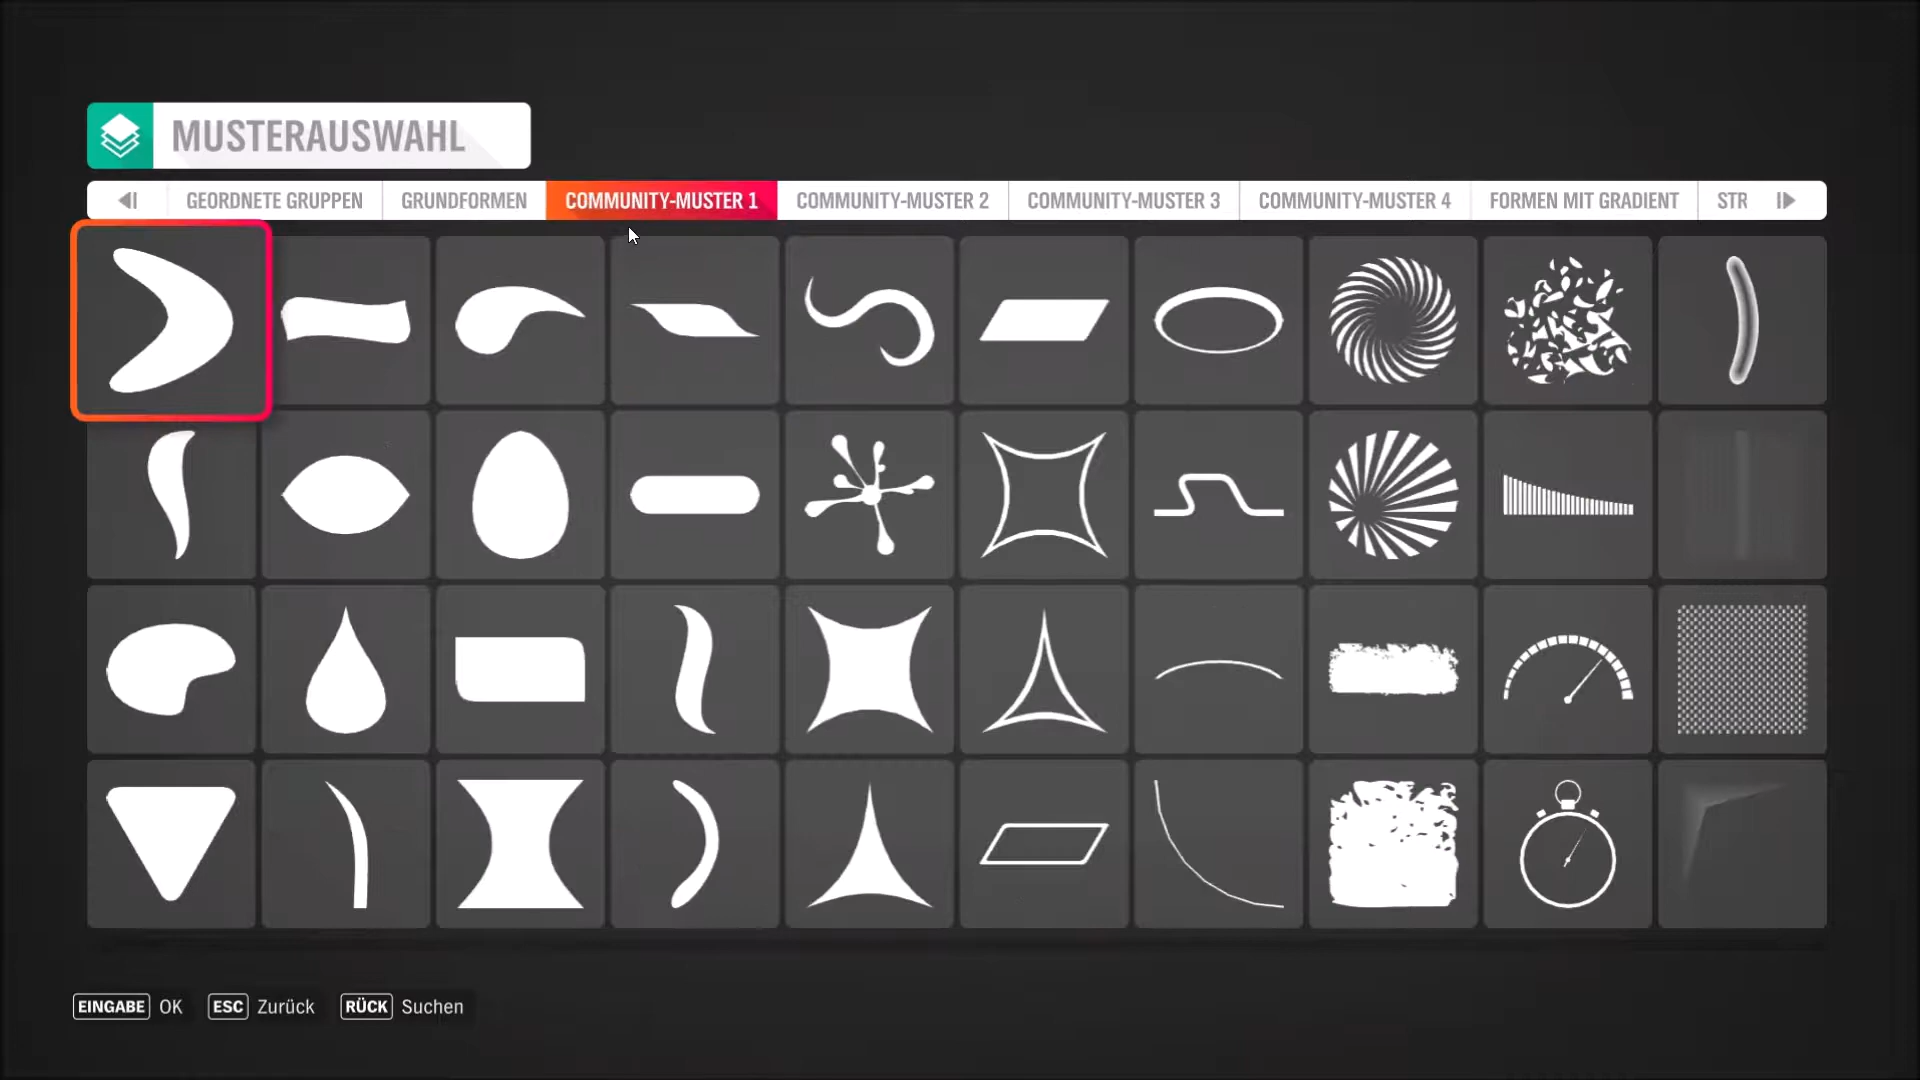 MUSTERAUSWAHL
GEORDNETE GRUPPEN GRUNDFORMEN COMMUNITY-MUSTER 1 COMMUNITY-MUSTER 2 COMMUNITY-MUSTER 3 COMMUNITY-MUSTER 4 FORMEN MIT GRADIENT STR
EINGABE OK ESC Zurück RÜCK Suchen